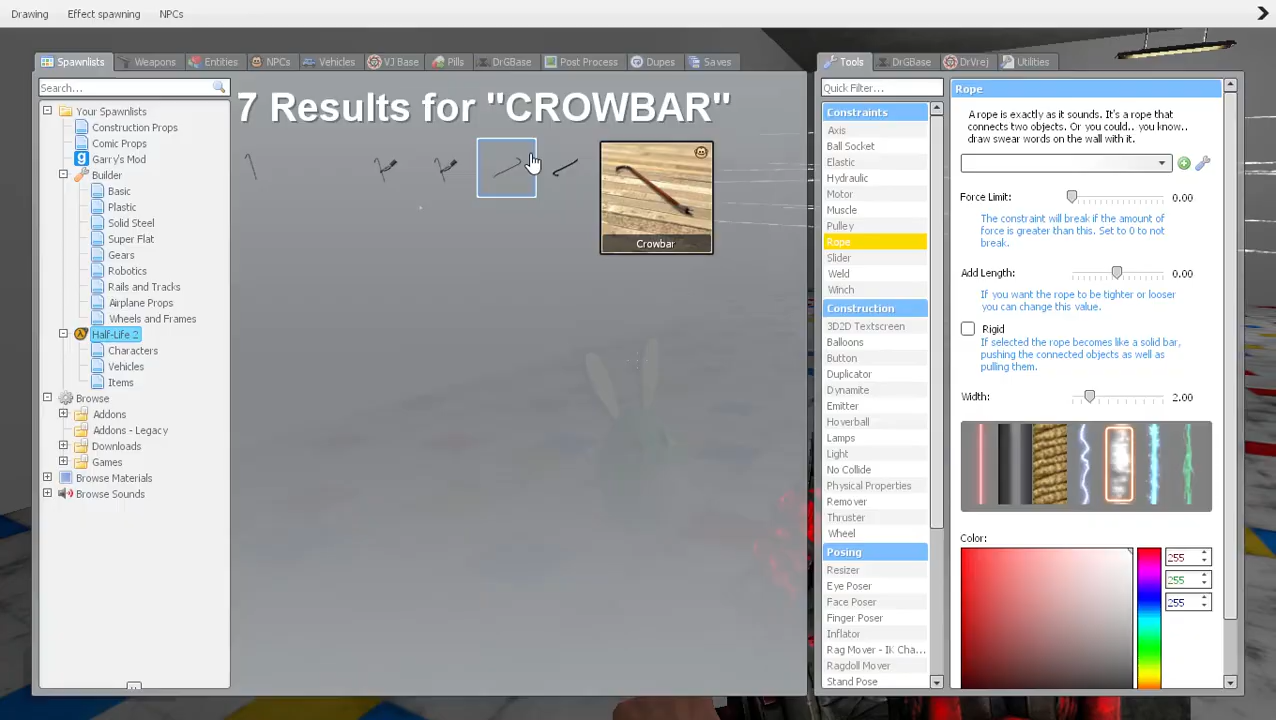 Drawing Effect spawning NPCs
Spawnlists Weapons Entities NPCs Vehicles VJ Base Pills DrGBase Post Process Dupes Saves
Search...
7 Results for "CROWBAR"
Your Spawnlists
Construction Props
Comic Props
Garry's Mod
Builder
Basic
Plastic
Solid Steel
Super Flat
Gears
Robotics
Rails and Tracks
Airplane Props
Wheels and Frames
Half-Life 2
Characters
Vehicles
Items
Browse
Addons
Addons - Legacy
Downloads
Games
Browse Materials
Browse Sounds
Crowbar
Tools DrGBase DrVrej Utilities
Quick Filter...
Constraints
Axis
Ball Socket
Elastic
Hydraulic
Motor
Muscle
Pulley
Rope
Slider
Weld
Winch
Construction
3D2D Textscreen
Balloons
Button
Duplicator
Dynamite
Emitter
Hoverball
Lamps
Light
No Collide
Physical Properties
Remover
Thruster
Wheel
Posing
Resizer
Eye Poser
Face Poser
Finger Poser
Inflator
Rag Mover - IK Cha...
Ragdoll Mover
Stand Pose
Rope
A rope is exactly as it sounds. It's a rope that
connects two objects. Or you could.. you know..
draw swear words on the wall with it.
Force Limit: 0.00
The constraint will break if the amount of
force is greater than this. Set to 0 to not
break.
Add Length: 0.00
If you want the rope to be tighter or looser
you can change this value.
Rigid
If selected the rope becomes like a solid bar,
pushing the connected objects as well as
pulling them.
Width: 2.00
Color:
255
255
255